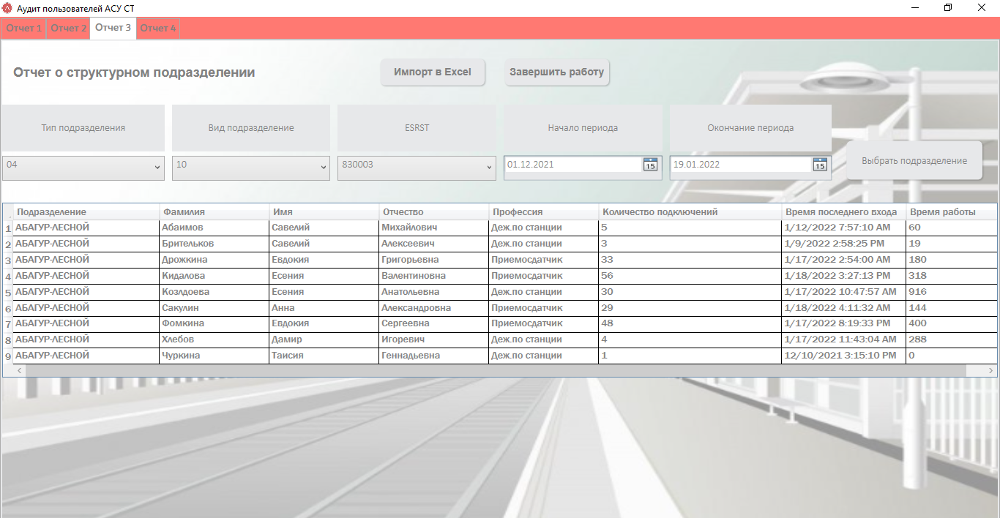 Аудит пользователей АСУ СТ
Отчет 1 Отчет 2 Отчет 3 Отчет 4
Отчет о структурном подразделении Импорт в Excel Завершить работу
Тип подразделения Вид подразделение ESRST Начало периода Окончание периода
04 10 830003 01.12.2021 15 19.01.2022 15 Выбрать подразделение
Подразделение Фамилия Имя Отчество Профессия Количество подключений Время последнего входа Время работы
1 АБАГУР-ЛЕСНОЙ Абаимов Савелий Михайлович Деж.по станции 5 1/12/2022 7:57:10 AM 60
2 АБАГУР-ЛЕСНОЙ Брительков Савелий Алексеевич Деж.по станции 3 1/9/2022 2:58:25 PM 19
3 АБАГУР-ЛЕСНОЙ Дрожкина Евдокия Григорьевна Приемосдатчик 33 1/17/2022 2:54:00 AM 180
4 АБАГУР-ЛЕСНОЙ Кидалова Есения Валентиновна Приемосдатчик 56 1/18/2022 3:27:13 PM 318
5 АБАГУР-ЛЕСНОЙ Козлдоева Есения Анатольевна Деж.по станции 30 1/17/2022 10:47:57 AM 916
6 АБАГУР-ЛЕСНОЙ Сакулин Анна Александровна Приемосдатчик 29 1/18/2022 4:11:32 AM 144
7 АБАГУР-ЛЕСНОЙ Фомкина Евдокия Сергеевна Приемосдатчик 48 1/17/2022 8:19:33 PM 400
8 АБАГУР-ЛЕСНОЙ Хлебов Дамир Игоревич Деж.по станции 4 1/17/2022 11:43:04 AM 288
9 АБАГУР-ЛЕСНОЙ Чуркина Таисия Геннадьевна Деж.по станции 1 12/10/2021 3:15:10 PM 0